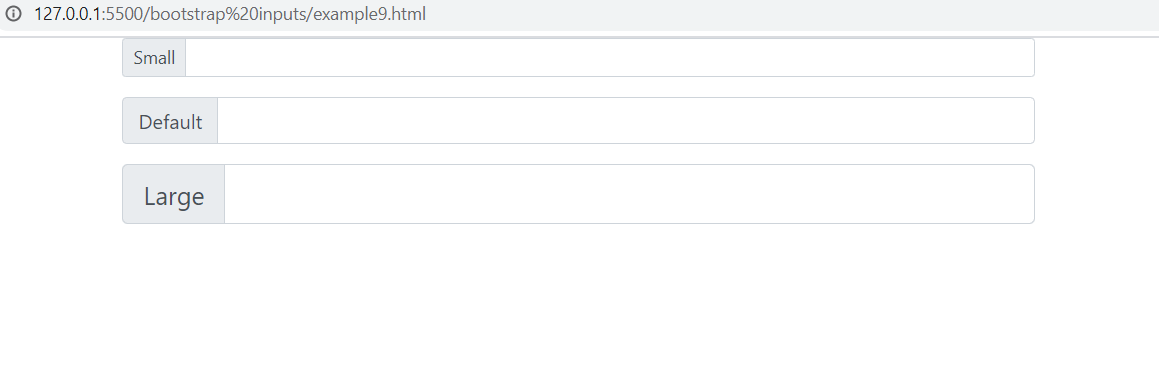 127.0.0.1:5500/bootstrap%20inputs/example9.html
Small
Default
Large